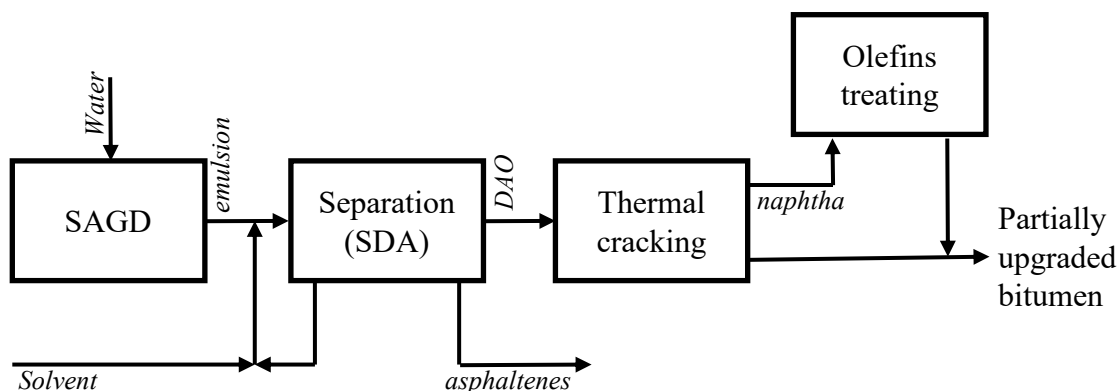 Water
SAGD
emulsion
Separation
(SDA)
DAO
Thermal
cracking
naphtha
Olefins
treating
Partially
upgraded
bitumen
Solvent
asphaltenes